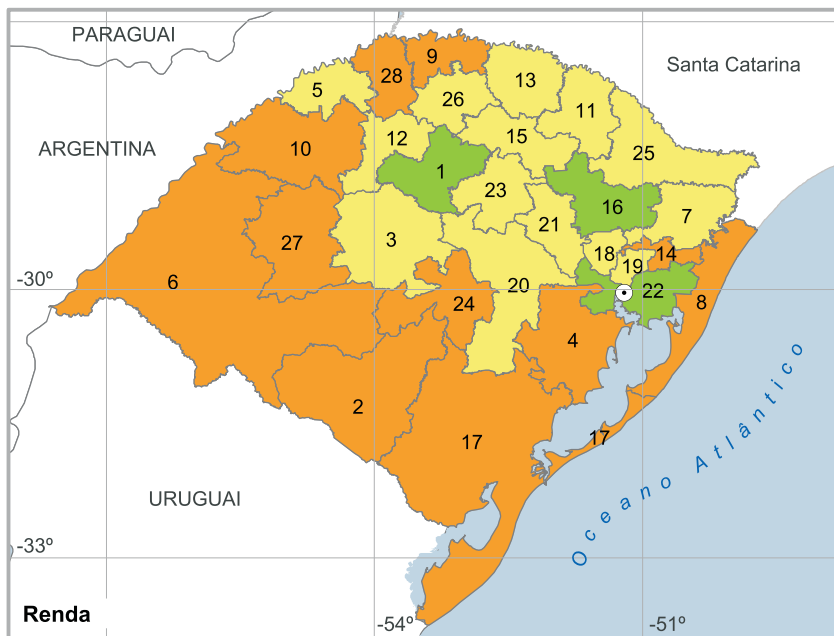 PARAGUAI
Santa Catarina
ARGENTINA
9
28
13
5
26
11
12
15
10
25
1
23
16
7
21
3
27
18
14
19
-30º
6
20
22
24
8
4
2
17
17
Oceano Atlântico
URUGUAI
-33º
Renda
-54º
-51º